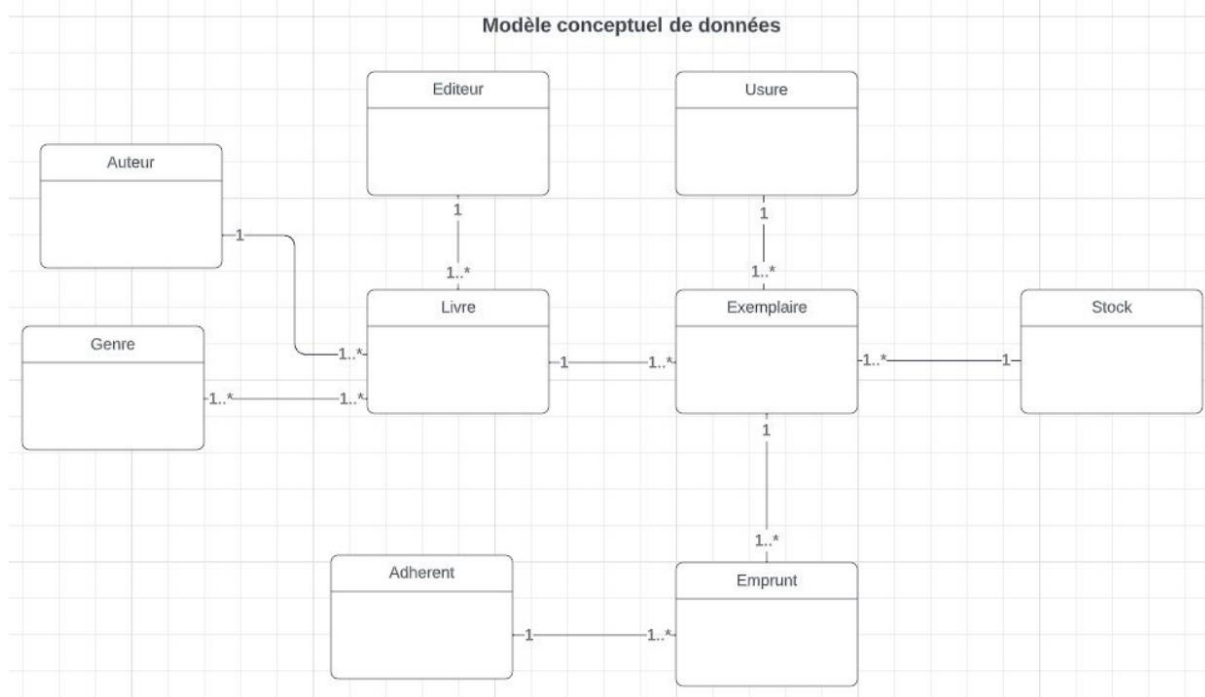 Modèle conceptuel de données
Editeur
Usure
Auteur
1
1
1
1..*
1..*
Livre
Exemplaire
Stock
Genre
1..*
1
1..*
1..*
1
1..*
1..*
1
1..*
Adherent
Emprunt
1
1..*